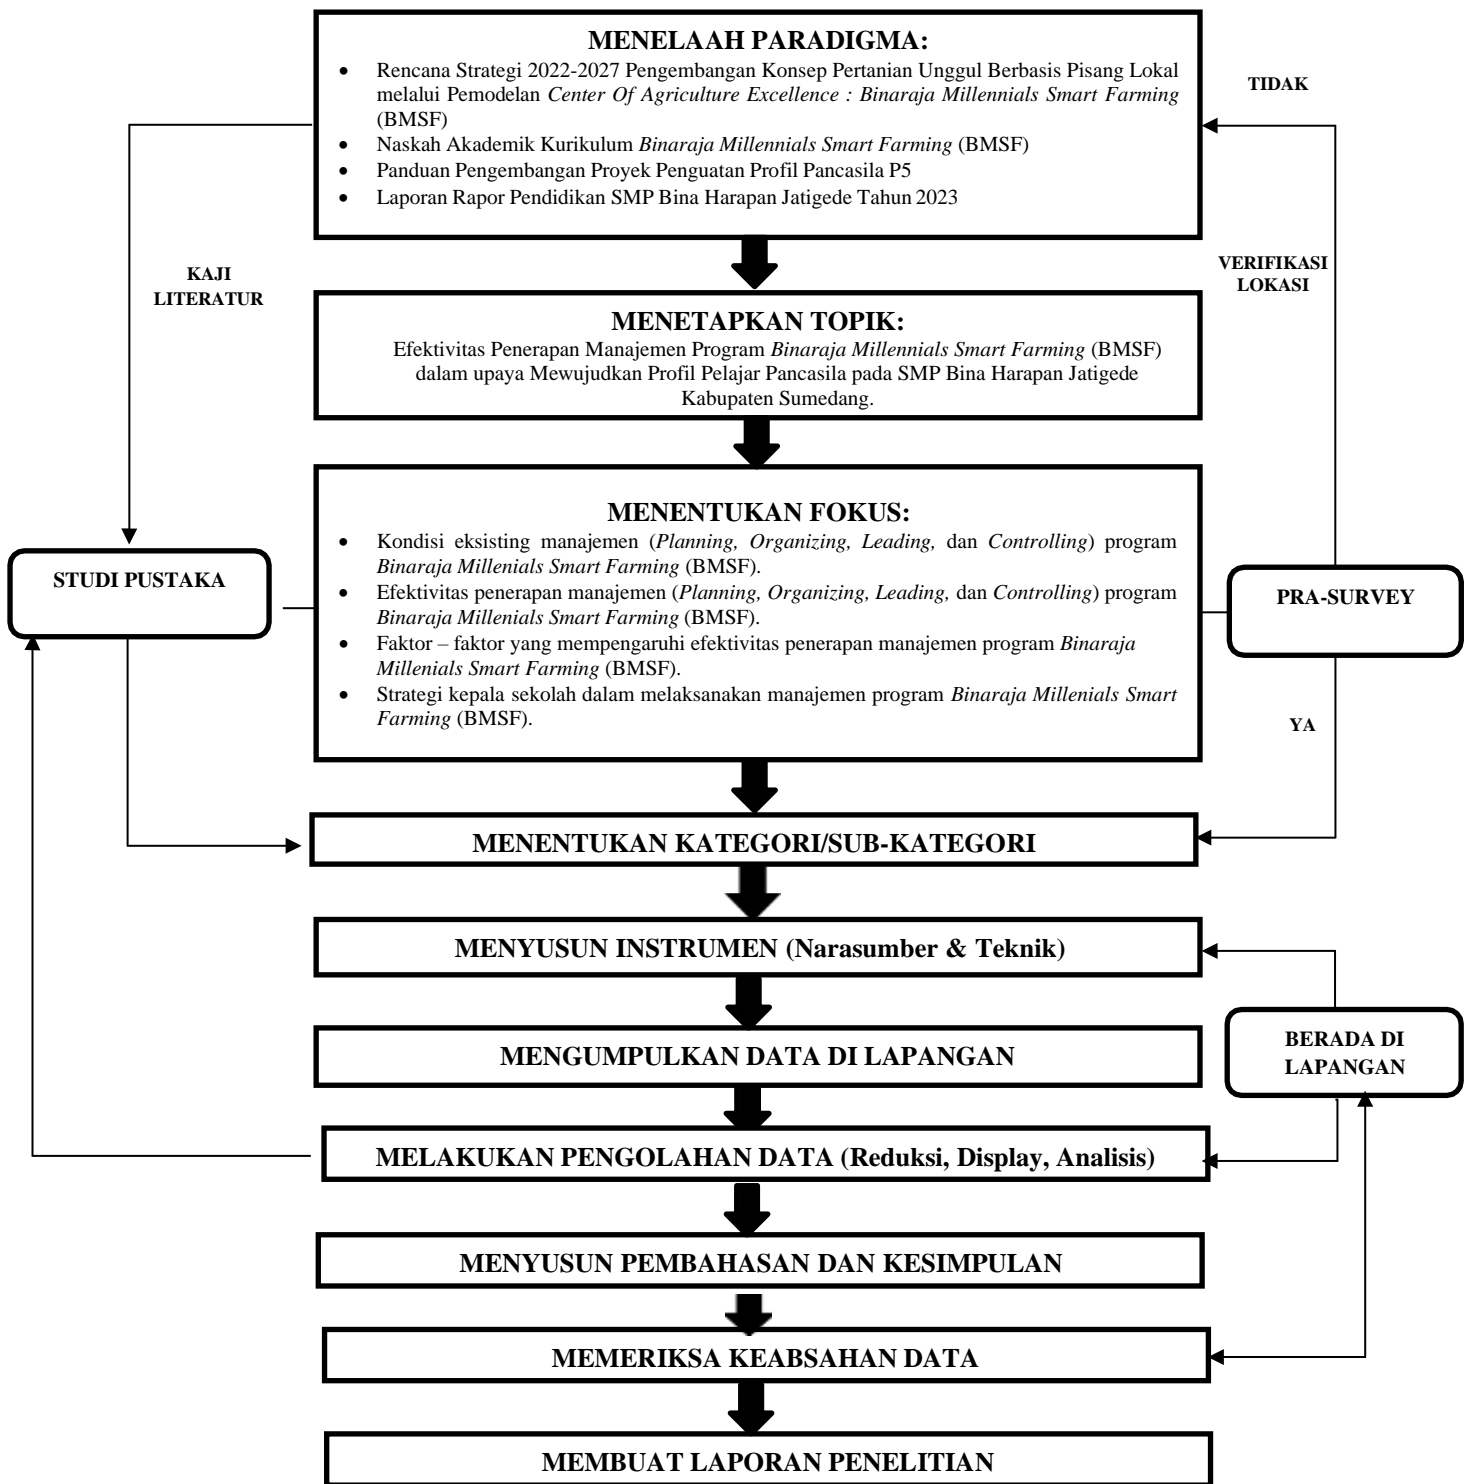 MENELAAH PARADIGMA:
• Rencana Strategi 2022-2027 Pengembangan Konsep Pertanian Unggul Berbasis Pisang Lokal
melalui Pemodelan Center Of Agriculture Excellence : Binaraja Millennials Smart Farming
(BMSF)
• Naskah Akademik Kurikulum Binaraja Millennials Smart Farming (BMSF)
• Panduan Pengembangan Proyek Penguatan Profil Pancasila P5
• Laporan Rapor Pendidikan SMP Bina Harapan Jatigede Tahun 2023
TIDAK
KAJI
LITERATUR
VERIFIKASI
LOKASI
MENETAPKAN TOPIK:
Efektivitas Penerapan Manajemen Program Binaraja Millennials Smart Farming (BMSF)
dalam upaya Mewujudkan Profil Pelajar Pancasila pada SMP Bina Harapan Jatigede
Kabupaten Sumedang.
MENENTUKAN FOKUS:
• Kondisi eksisting manajemen (Planning, Organizing, Leading, dan Controlling) program
Binaraja Millenials Smart Farming (BMSF).
• Efektivitas penerapan manajemen (Planning, Organizing, Leading, dan Controlling) program
Binaraja Millenials Smart Farming (BMSF).
• Faktor – faktor yang mempengaruhi efektivitas penerapan manajemen program Binaraja
Millenials Smart Farming (BMSF).
• Strategi kepala sekolah dalam melaksanakan manajemen program Binaraja Millenials Smart
Farming (BMSF).
STUDI PUSTAKA
PRA-SURVEY
YA
MENENTUKAN KATEGORI/SUB-KATEGORI
MENYUSUN INSTRUMEN (Narasumber & Teknik)
MENGUMPULKAN DATA DI LAPANGAN
BERADA DI
LAPANGAN
MELAKUKAN PENGOLAHAN DATA (Reduksi, Display, Analisis)
MENYUSUN PEMBAHASAN DAN KESIMPULAN
MEMERIKSA KEABSAHAN DATA
MEMBUAT LAPORAN PENELITIAN